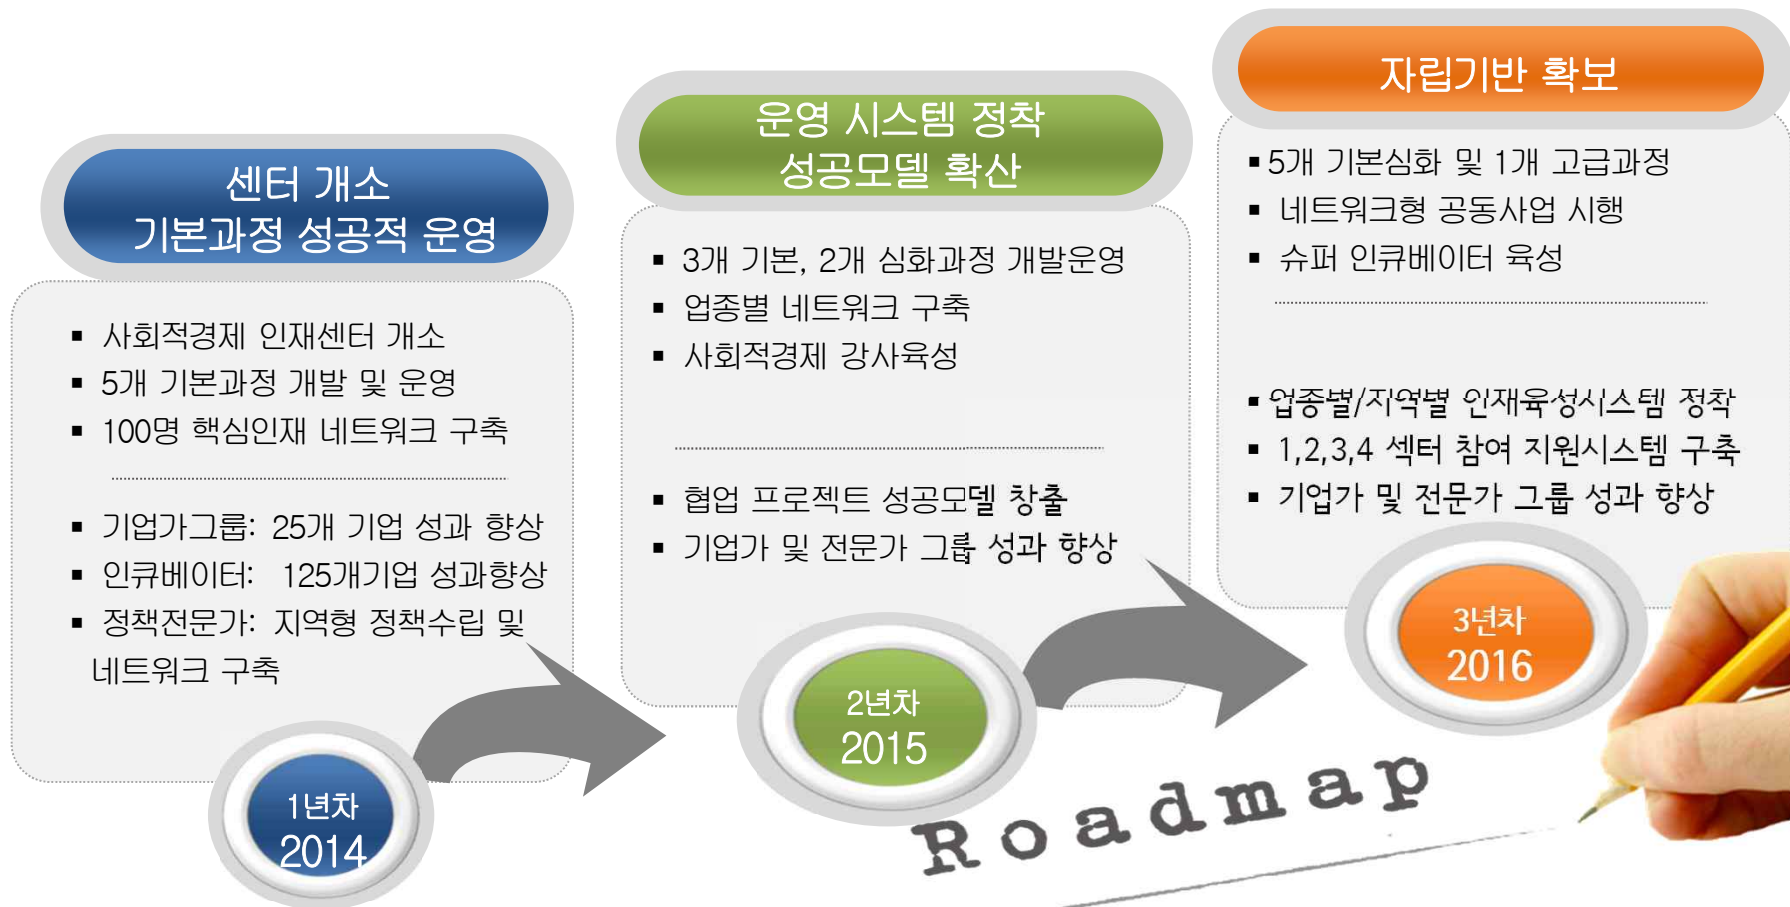 센터 개소
기본과정 성공적 운영
▪ 사회적경제 인재센터 개소
▪ 5개 기본과정 개발 및 운영
▪ 100명 핵심인재 네트워크 구축
▪ 기업가그룹: 25개 기업 성과 향상
▪ 인큐베이터: 125개기업 성과향상
▪ 정책전문가: 지역형 정책수립 및
네트워크 구축
1년차
2014
운영 시스템 정착
성공모델 확산
▪ 3개 기본, 2개 심화과정 개발운영
▪ 업종별 네트워크 구축
▪ 사회적경제 강사육성
▪ 협업 프로젝트 성공모델 창출
▪ 기업가 및 전문가 그룹 성과 향상
2년차
2015
자립기반 확보
▪ 5개 기본심화 및 1개 고급과정
▪ 네트워크형 공동사업 시행
▪ 슈퍼 인큐베이터 육성
▪ 업종별/지역별 인재육성시스템 정착
▪ 1,2,3,4 섹터 참여 지원시스템 구축
▪ 기업가 및 전문가 그룹 성과 향상
3년차
2016
Roadmap